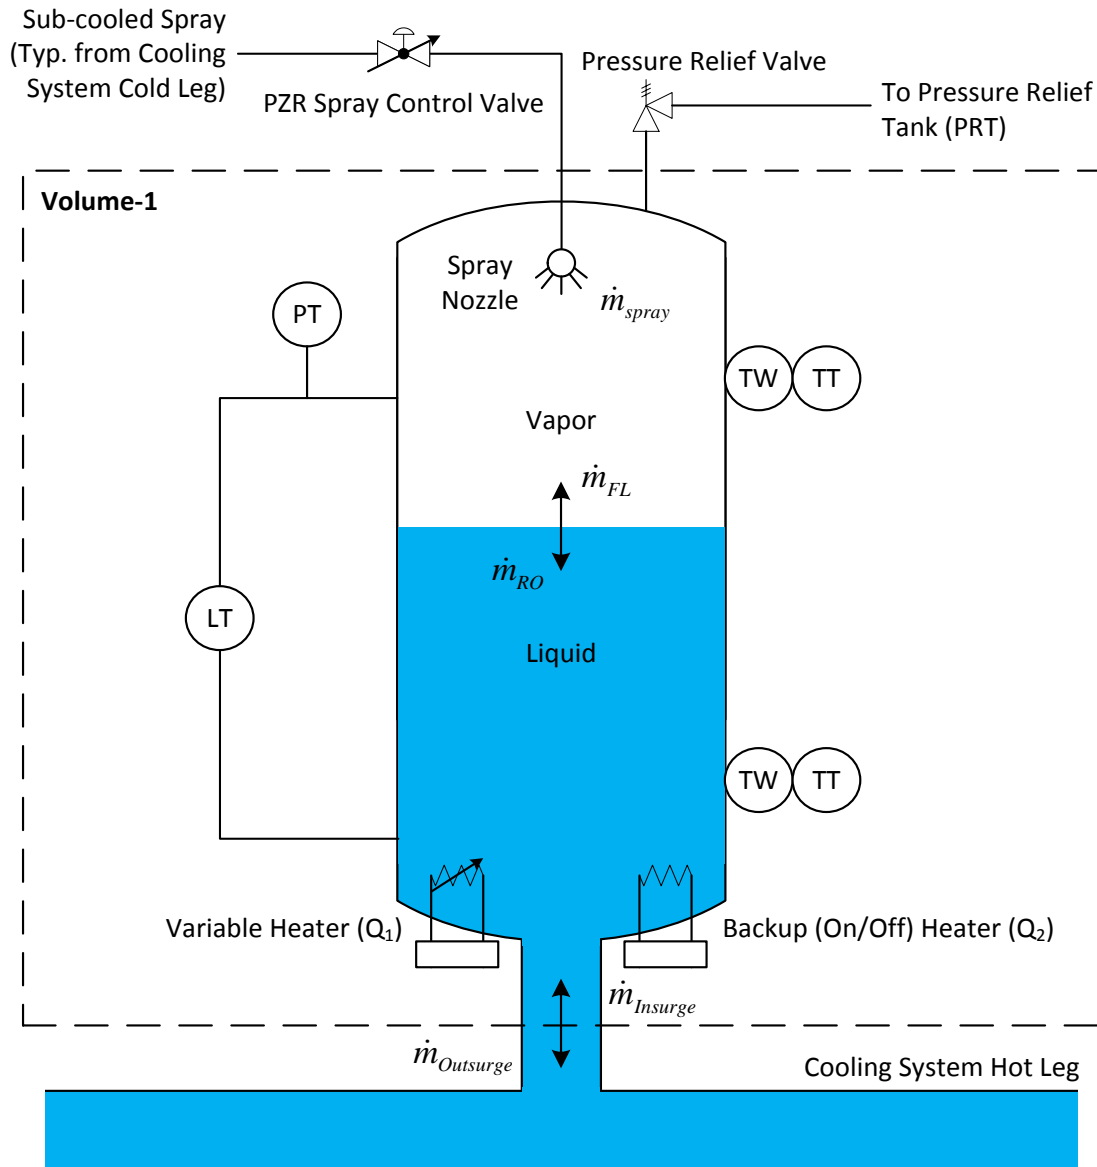 Sub-cooled Spray
(Typ. from Cooling
System Cold Leg)
PZR Spray Control Valve
Pressure Relief Valve
To Pressure Relief
Tank (PRT)
Volume-1
Spray
Nozzle
ṁspray
PT
TW TT
Vapor
ṁFL
ṁRO
LT
Liquid
TW TT
Variable Heater (Q₁)
Backup (On/Off) Heater (Q₂)
ṁInsurge
ṁOutsurge
Cooling System Hot Leg